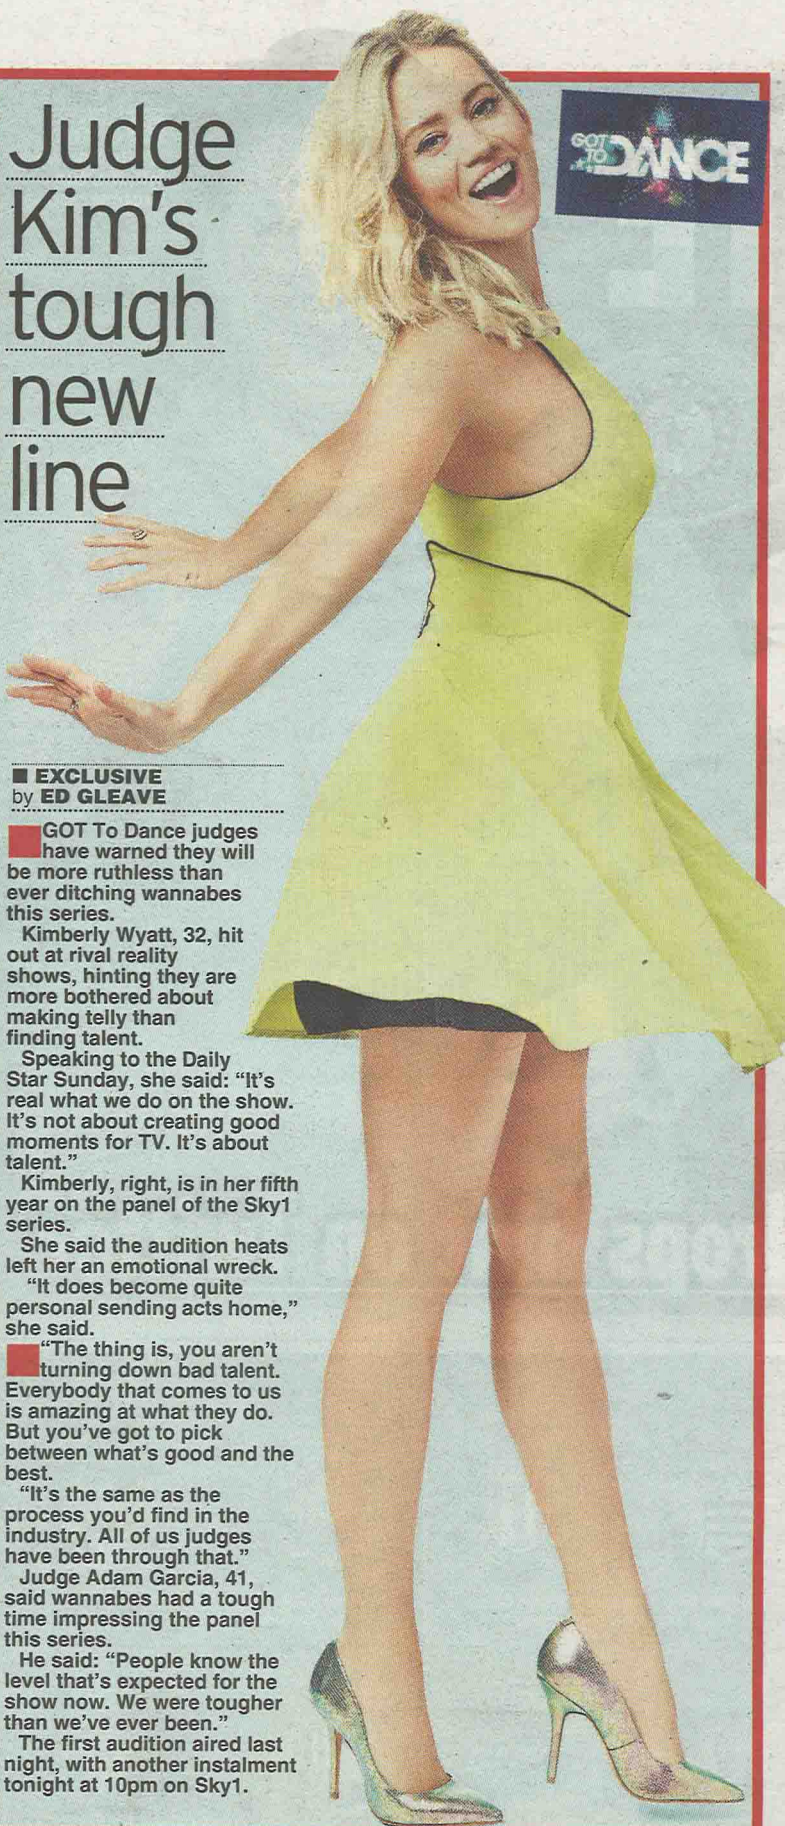 Judge
Kim's
tough
new
line
GOT
TO
DANCE
■ EXCLUSIVE
by ED GLEAVE
GOT To Dance judges
have warned they will
be more ruthless than
ever ditching wannabes
this series.
Kimberly Wyatt, 32, hit
out at rival reality
shows, hinting they are
more bothered about
making telly than
finding talent.
Speaking to the Daily
Star Sunday, she said: “It's
real what we do on the show.
It's not about creating good
moments for TV. It's about
talent.”
Kimberly, right, is in her fifth
year on the panel of the Sky1
series.
She said the audition heats
left her an emotional wreck.
“It does become quite
personal sending acts home,”
she said.
“The thing is, you aren't
turning down bad talent.
Everybody that comes to us
is amazing at what they do.
But you've got to pick
between what's good and the
best.
“It's the same as the
process you'd find in the
industry. All of us judges
have been through that.”
Judge Adam Garcia, 41,
said wannabes had a tough
time impressing the panel
this series.
He said: “People know the
level that's expected for the
show now. We were tougher
than we've ever been.”
The first audition aired last
night, with another instalment
tonight at 10pm on Sky1.